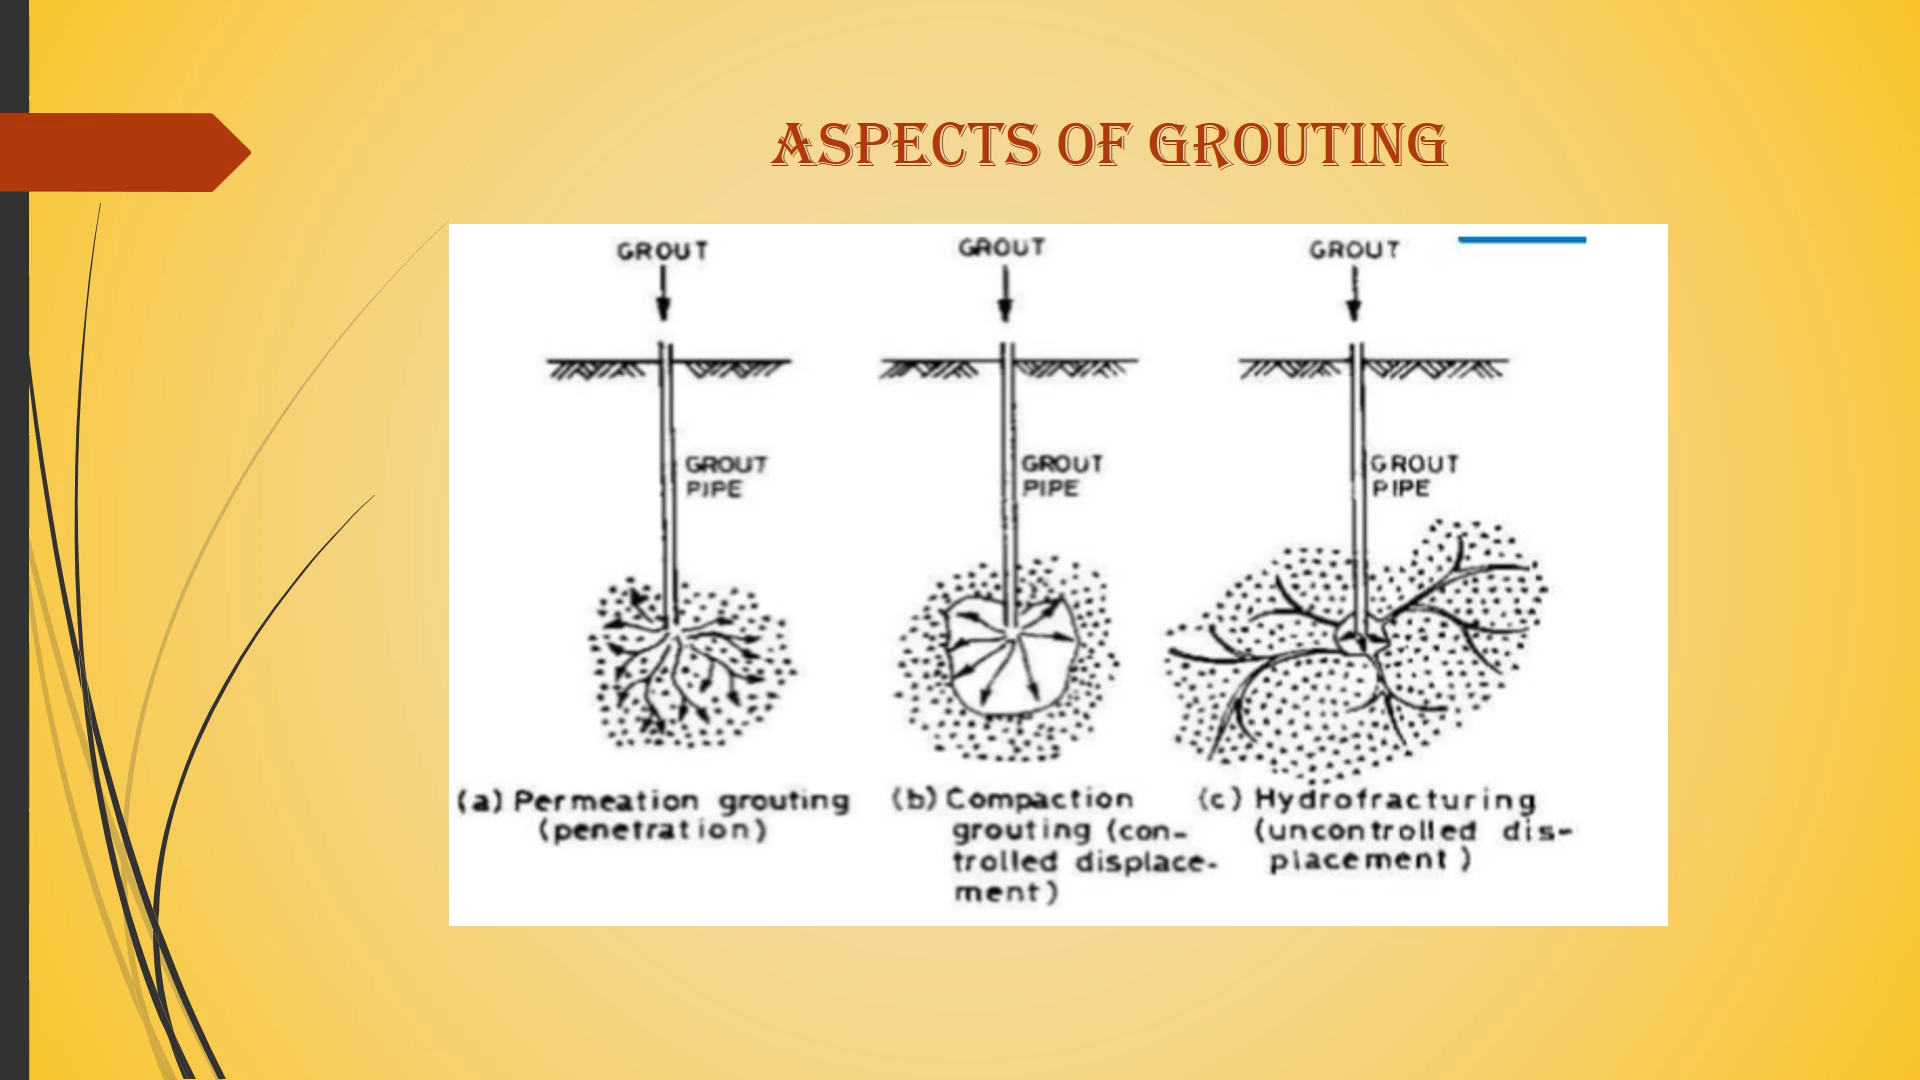 ASPECTS OF GROUTING
GROUT
GROUT
GROUT
GROUT
PIPE
GROUT
PIPE
GROUT
PIPE
(a) Permeation grouting
(penetration)
(b) Compaction
grouting (con-
trolled displace-
ment)
(c) Hydrofracturing
(uncontrolled dis-
placement)